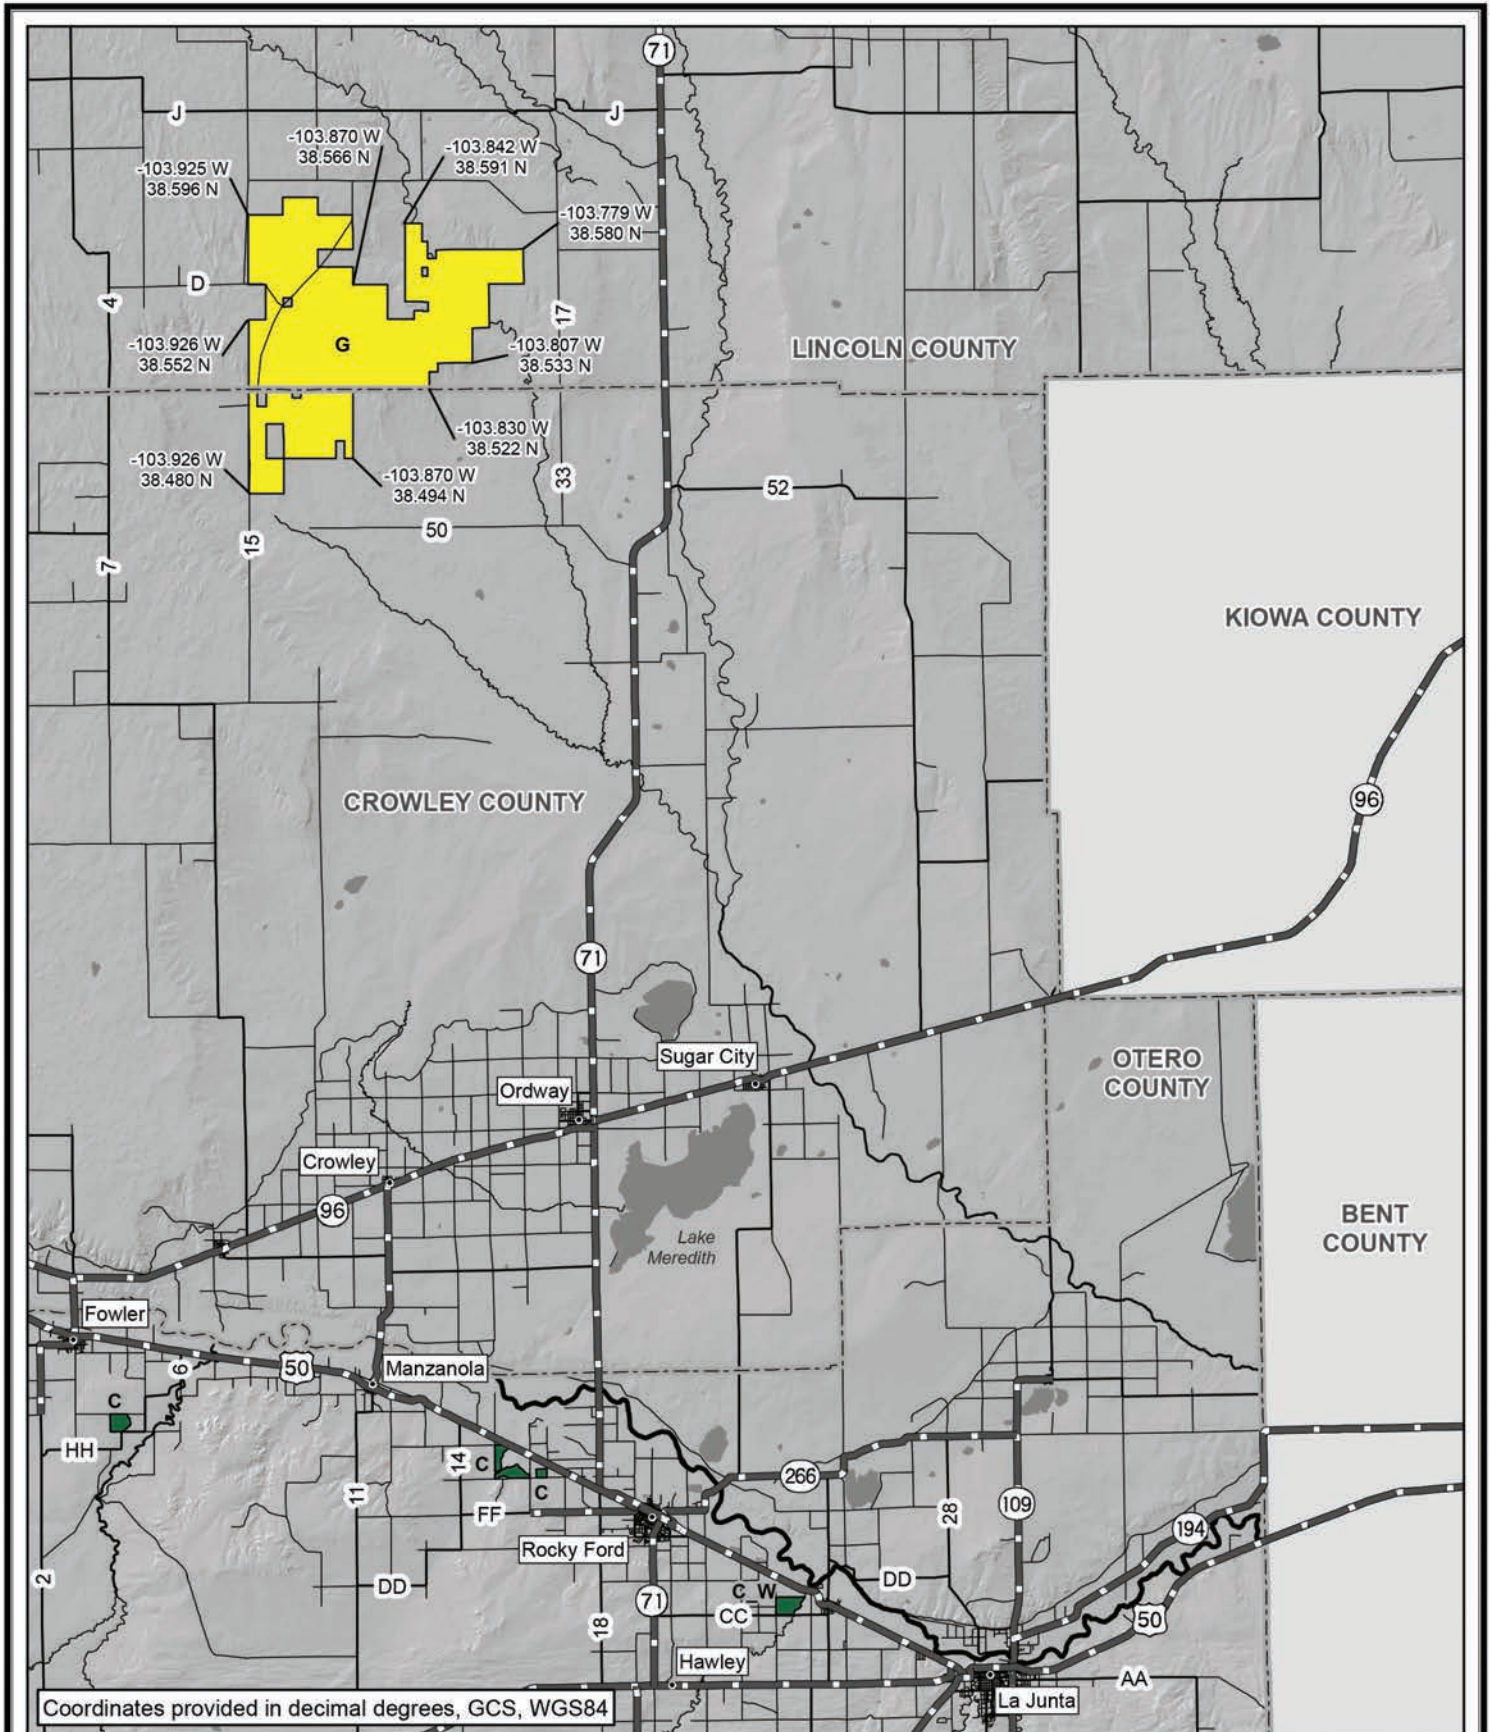 71
J
J
-103.870 W
38.566 N
-103.842 W
38.591 N
-103.925 W
38.596 N
-103.779 W
38.580 N
D
4
17
G
-103.926 W
38.552 N
-103.807 W
38.533 N
LINCOLN COUNTY
-103.830 W
38.522 N
-103.926 W
38.480 N
-103.870 W
38.494 N
33
52
50
15
7
KIOWA COUNTY
96
CROWLEY COUNTY
71
Sugar City
OTERO
COUNTY
Ordway
Crowley
96
Lake
Meredith
BENT
COUNTY
Fowler
6
50
Manzanola
C
HH
14
C
C
266
11
FF
28
109
194
Rocky Ford
2
DD
C W
DD
71
CC
18
50
Hawley
AA
La Junta
Coordinates provided in decimal degrees, GCS, WGS84